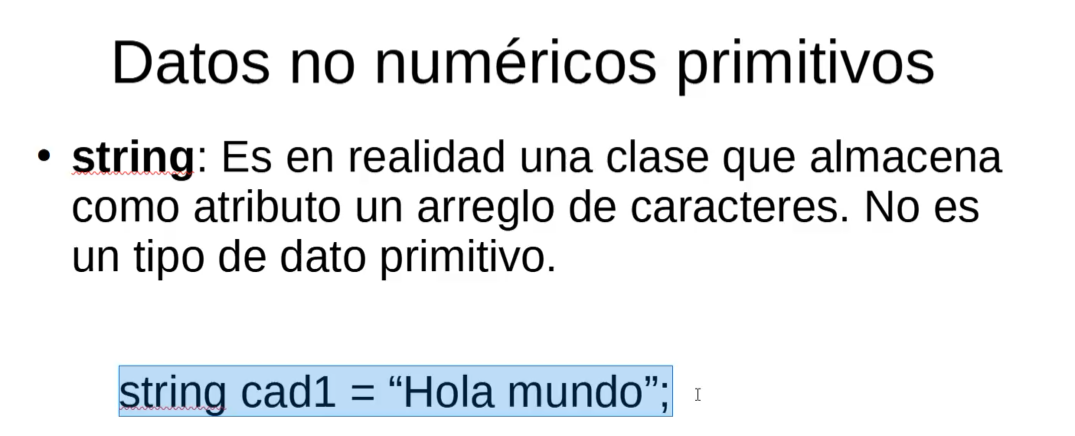 Datos no numéricos primitivos
• string: Es en realidad una clase que almacena
como atributo un arreglo de caracteres. No es
un tipo de dato primitivo.
string cad1 = “Hola mundo”;